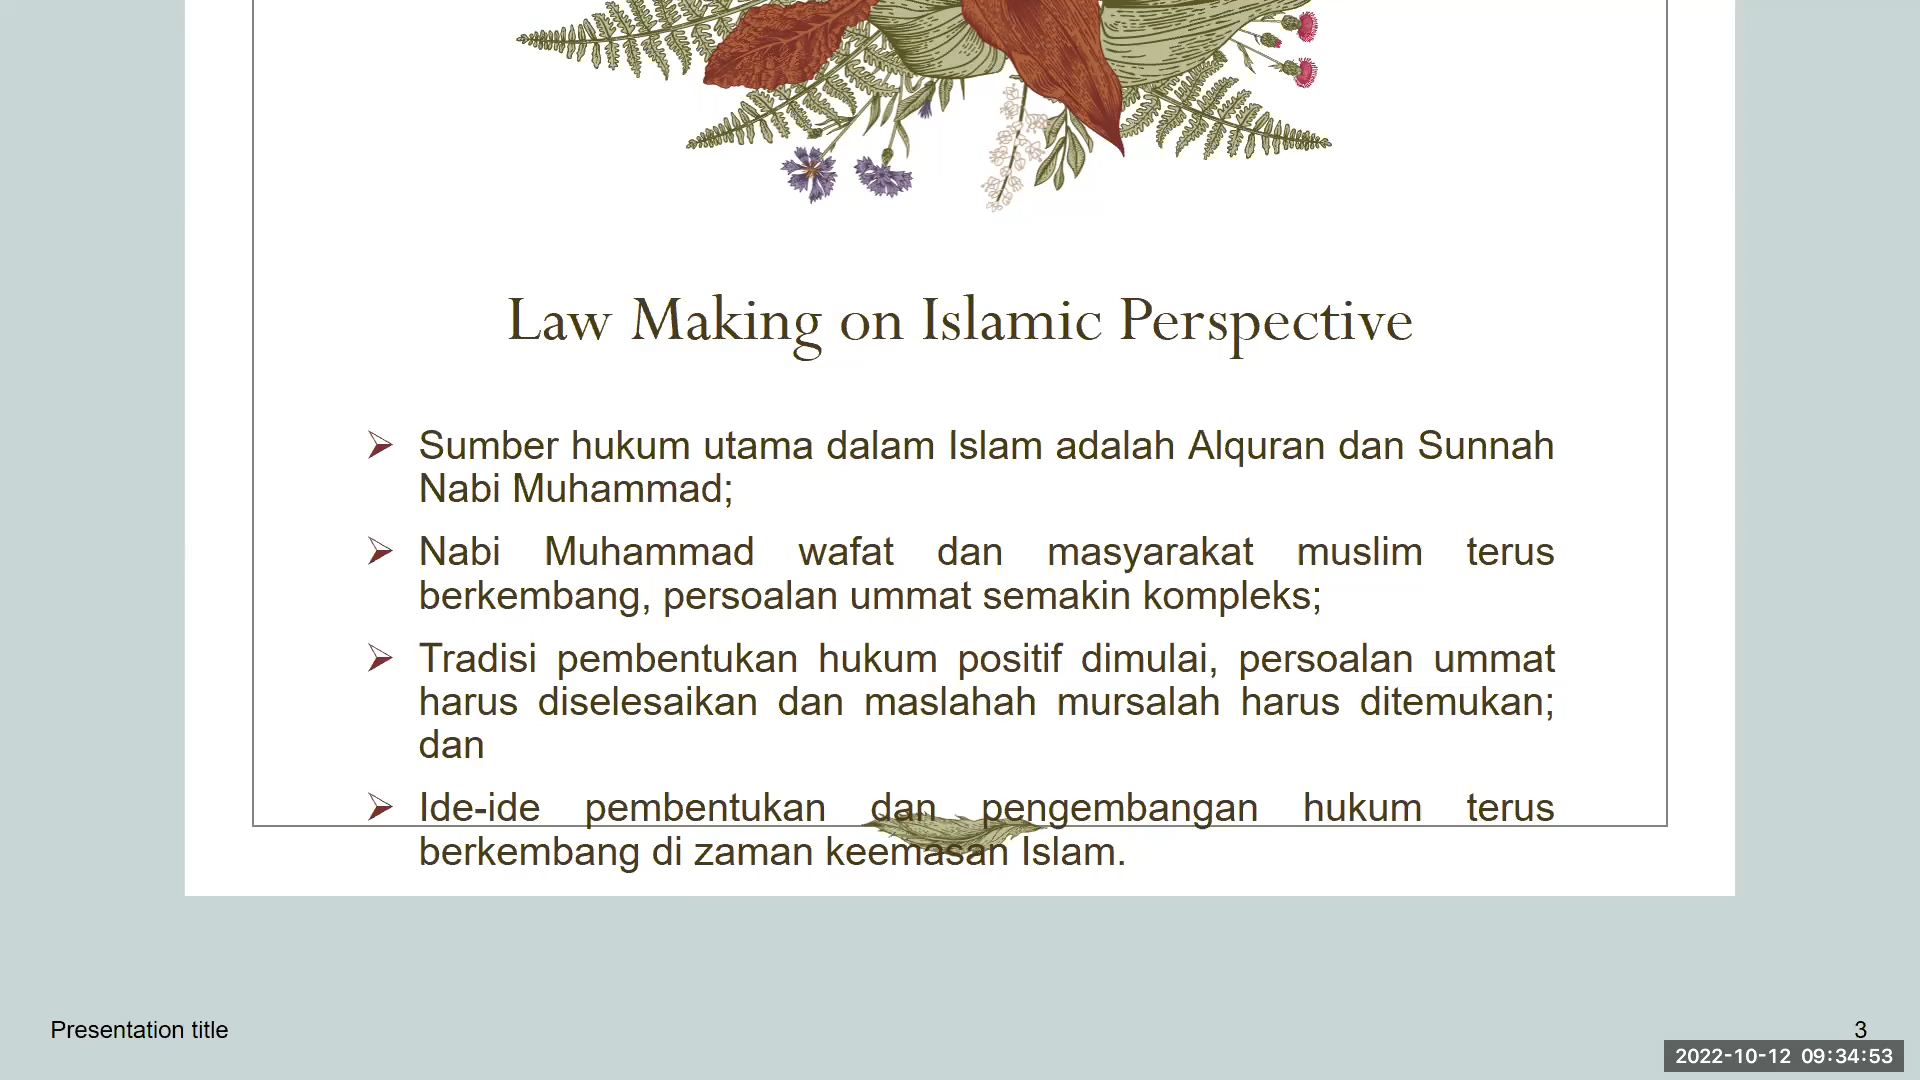 Law Making on Islamic Perspective
Sumber hukum utama dalam Islam adalah Alquran dan Sunnah
Nabi Muhammad;
Nabi Muhammad wafat dan masyarakat muslim terus
berkembang, persoalan ummat semakin kompleks;
Tradisi pembentukan hukum positif dimulai, persoalan ummat
harus diselesaikan dan maslahah mursalah harus ditemukan;
dan
Ide-ide pembentukan dan pengembangan hukum terus
berkembang di zaman keemasan Islam.
Presentation title
3
2022-10-12 09:34:53